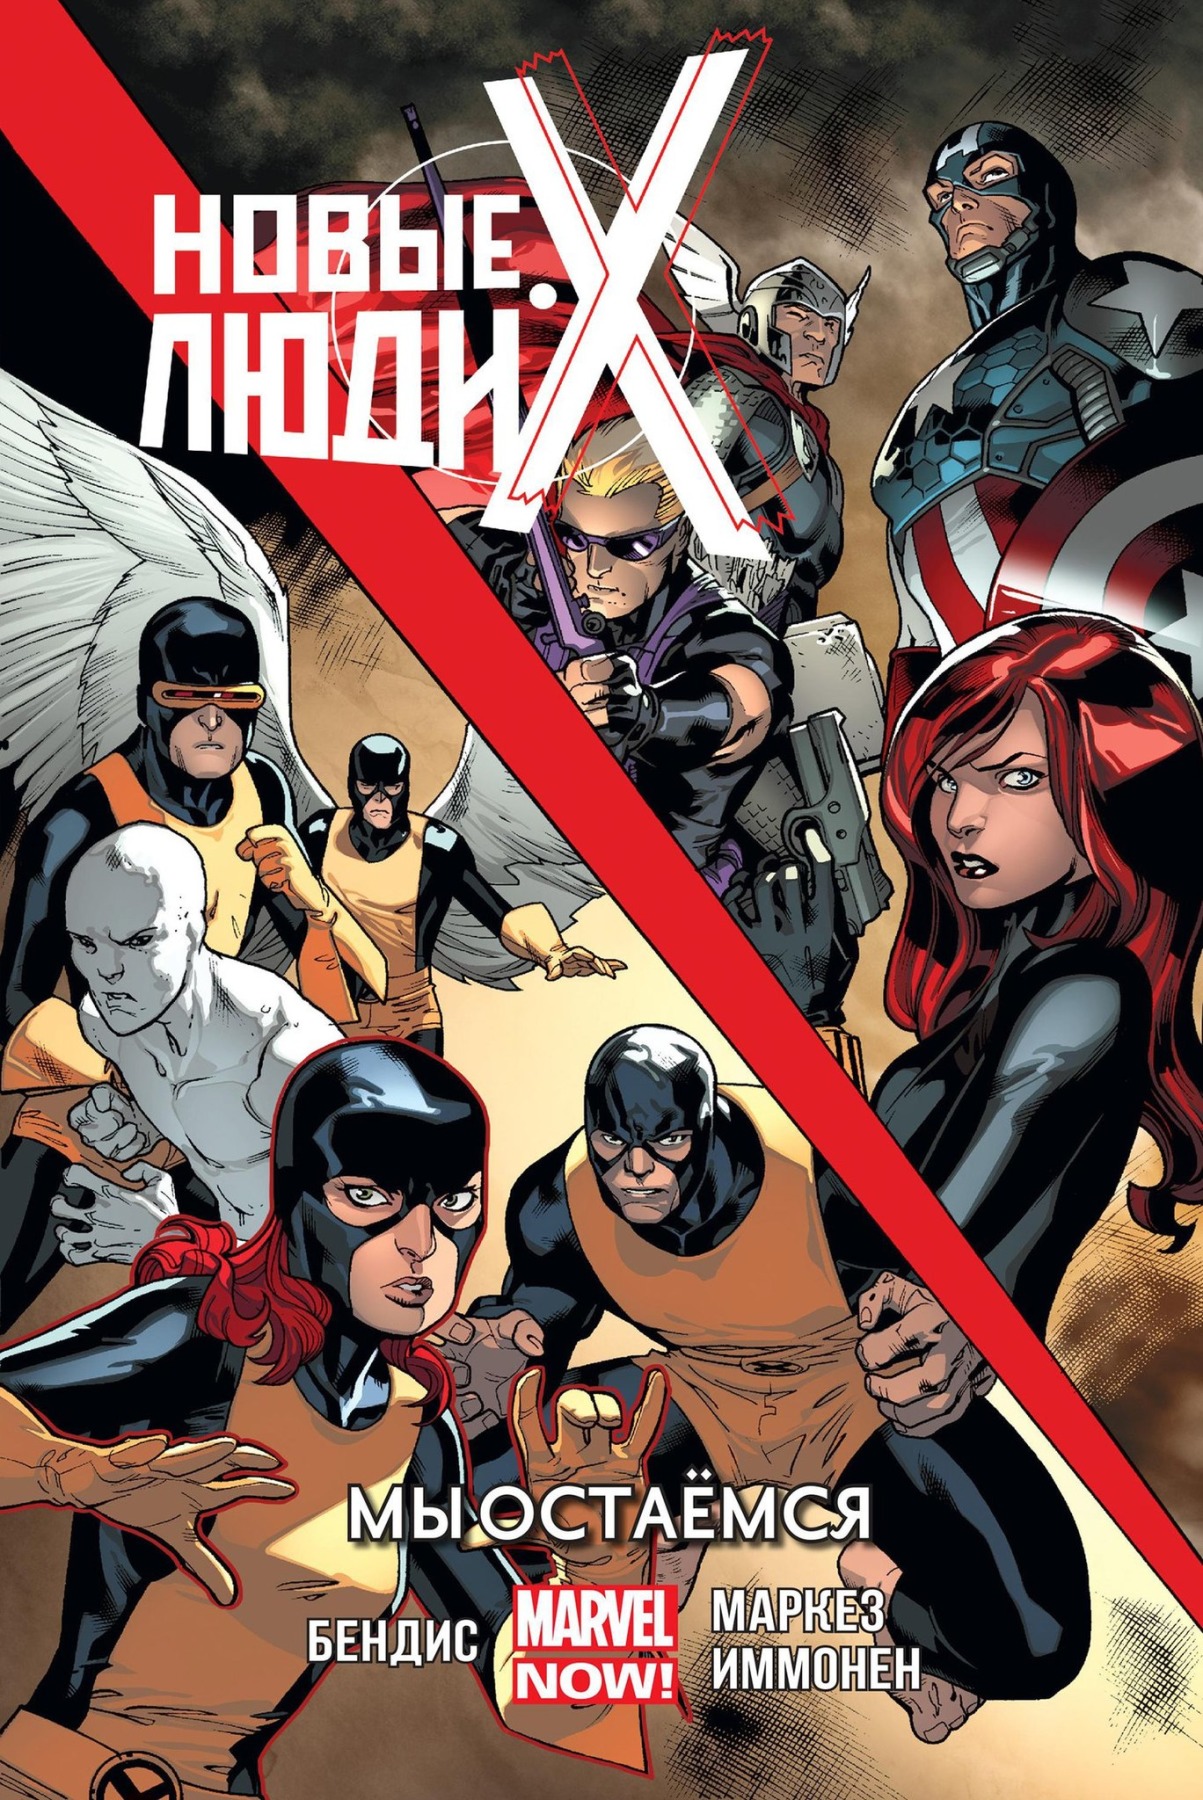 НОВЫЕ
ЛЮДИ X
МЫ ОСТАЁМСЯ
БЕНДИС
MARVEL
NOW!
МАРКЕЗ
ИММОНЕН